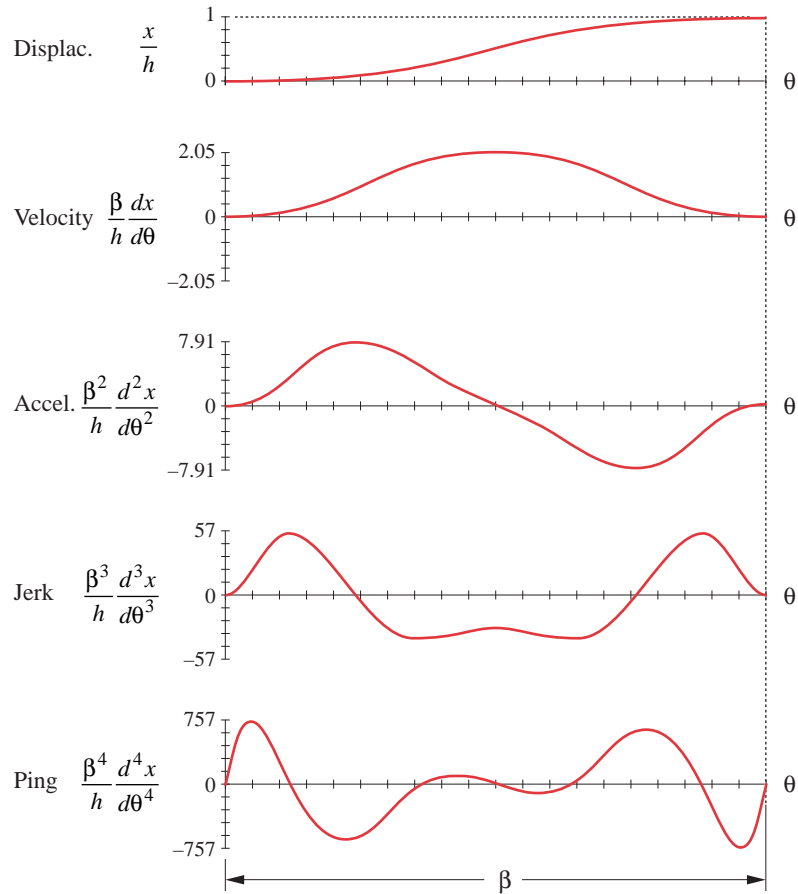 1
Displac. x/h
0 θ
2.05
Velocity β/h dx/dθ
0 θ
–2.05
7.91
Accel. β²/h d²x/dθ²
0 θ
–7.91
57
Jerk β³/h d³x/dθ³
0 θ
–57
757
Ping β⁴/h d⁴x/dθ⁴
0 θ
–757
β